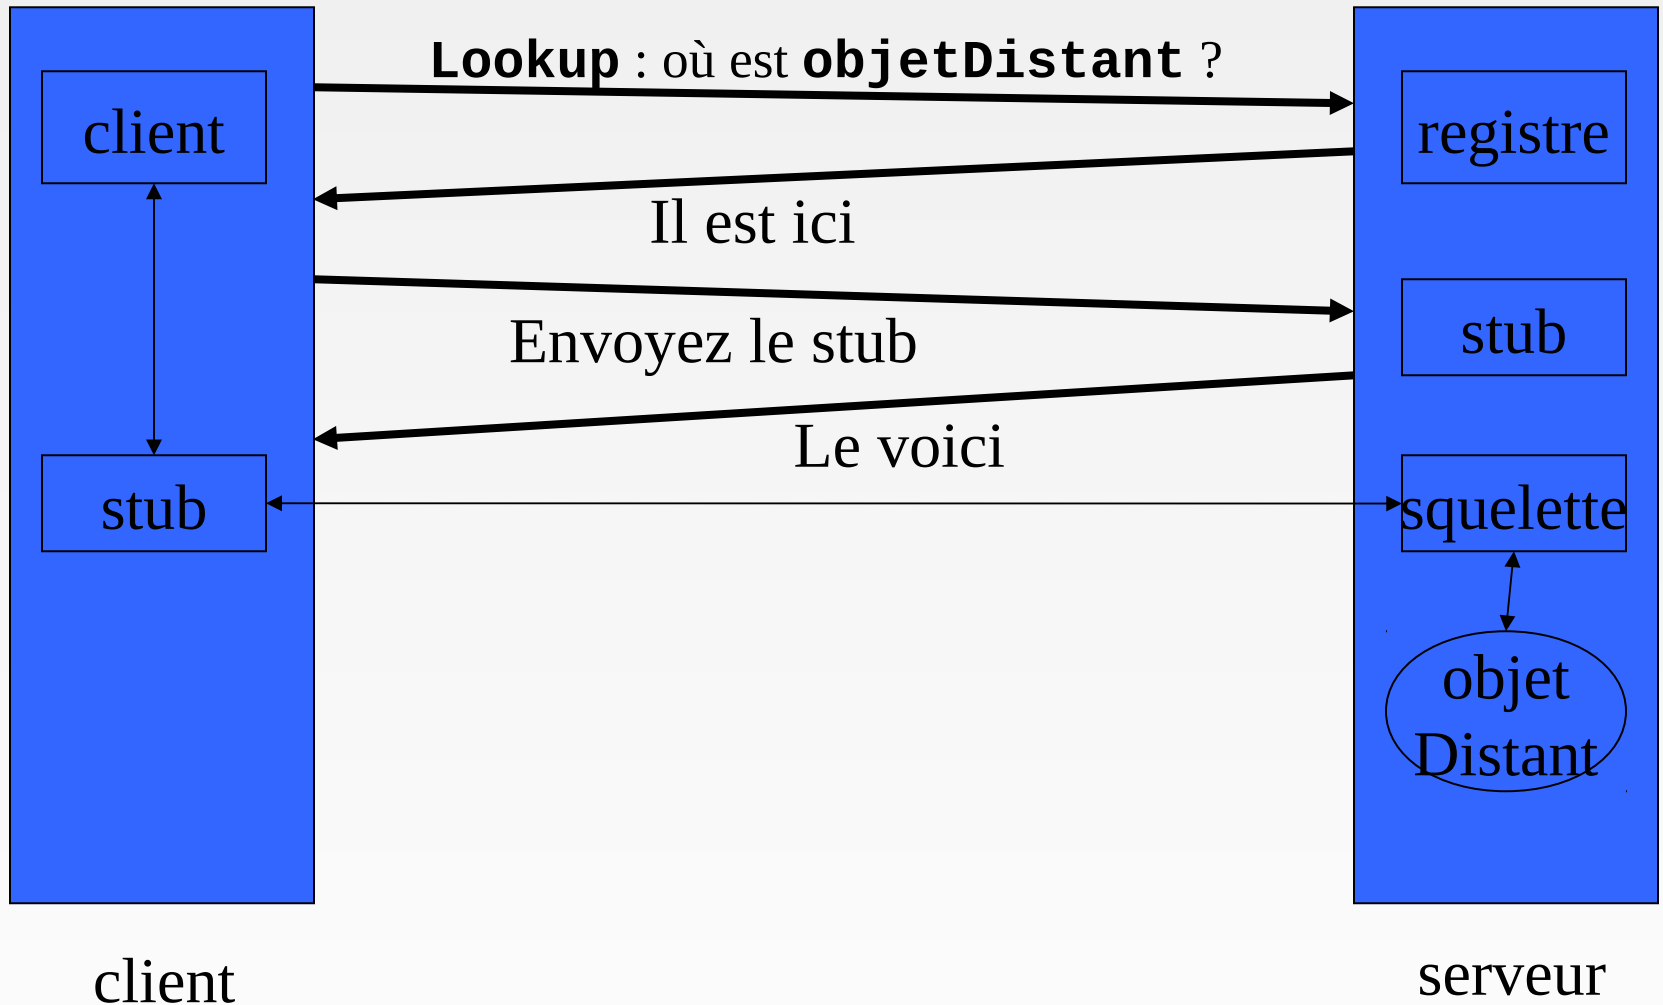 Lookup : où est objetDistant ?
client
registre
Il est ici
Envoyez le stub
stub
Le voici
stub
squelette
objet
Distant
client
serveur